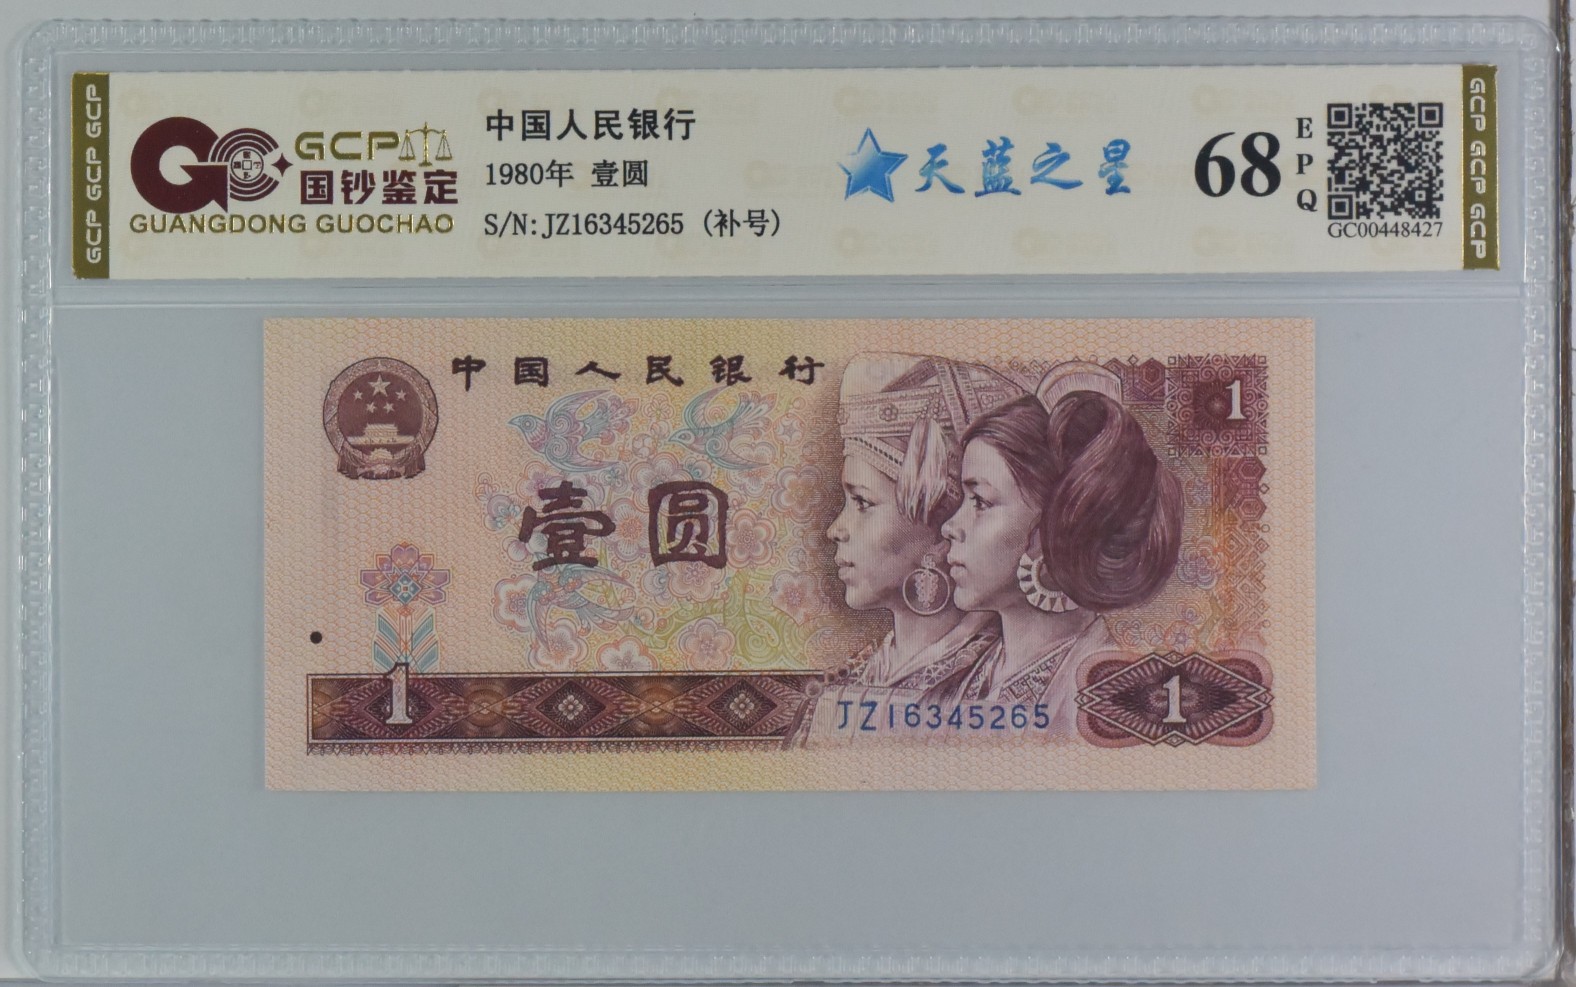 GCP GCP GCP
GCP
国钞鉴定
GUANGDONG GUOCHAO
中国人民银行
1980年 壹圆
S/N:JZ16345265 (补号)
天蓝之星
68
EPQ
GC00448427
GCP GCP GCP
中国人民银行
1
壹圆
1
JZ16345265
1